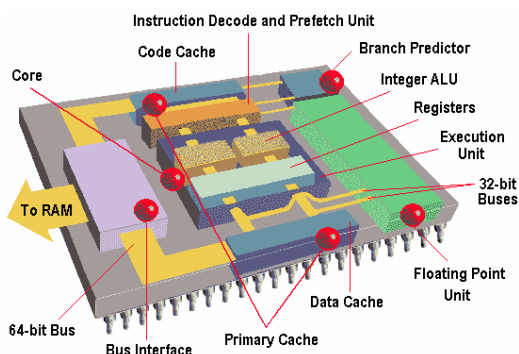 Instruction Decode and Prefetch Unit
Code Cache
Branch Predictor
Core
Integer ALU
Registers
Execution
Unit
To RAM
32-bit
Buses
Floating Point
Unit
Data Cache
64-bit Bus
Primary Cache
Bus Interface